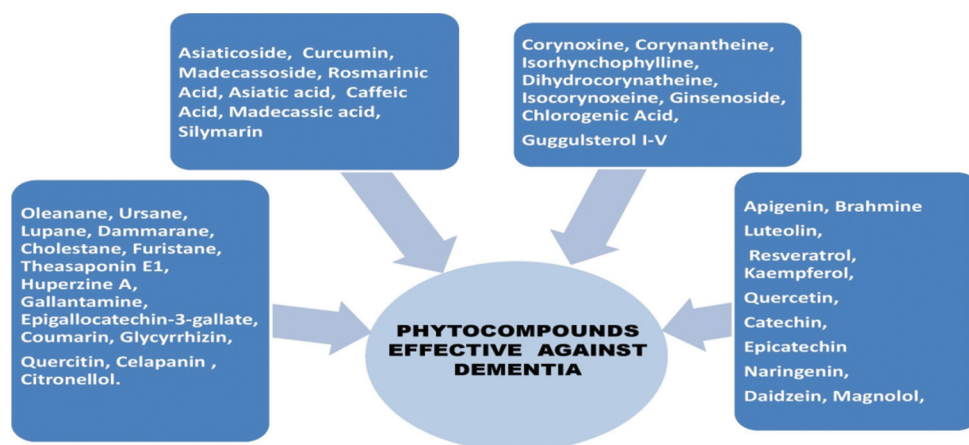 Asiaticoside, Curcumin,
Madecassoside, Rosmarinic
Acid, Asiatic acid, Caffeic
Acid, Madecassic acid,
Silymarin
Corynoxine, Corynantheine,
Isorhynchophylline,
Dihydrocorynatheine,
Isocorynoxeine, Ginsenoside,
Chlorogenic Acid,
Guggulsterol I-V
Oleanane, Ursane,
Lupane, Dammarane,
Cholestane, Furistane,
Theasaponin E1,
Huperzine A,
Gallantamine,
Epigallocatechin-3-gallate,
Coumarin, Glycyrrhizin,
Quercitin, Celapanin ,
Citronellol.
Apigenin, Brahmine
Luteolin,
Resveratrol,
Kaempferol,
Quercetin,
Catechin,
Epicatechin
Naringenin,
Daidzein, Magnolol,
PHYTOCOMPOUNDS
EFFECTIVE AGAINST
DEMENTIA